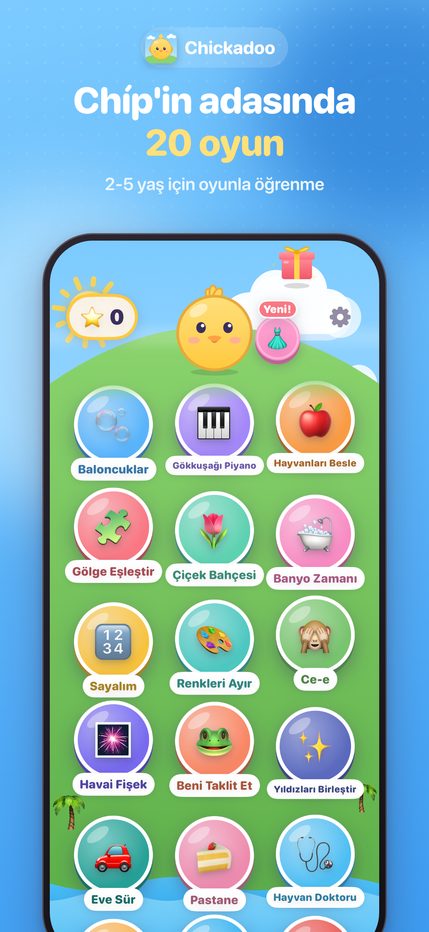 Chickadoo
Chíp'in adasında
20 oyun
2-5 yaş için oyunla öğrenme
0
Yeni!
Baloncuklar
Gökkuşağı Piyano
Hayvanları Besle
Gölge Eşleştir
Çiçek Bahçesi
Banyo Zamanı
1 2
3 4
Sayalım
Renkleri Ayır
Ce-e
Havai Fişek
Beni Taklit Et
Yıldızları Birleştir
Eve Sür
Pastane
Hayvan Doktoru